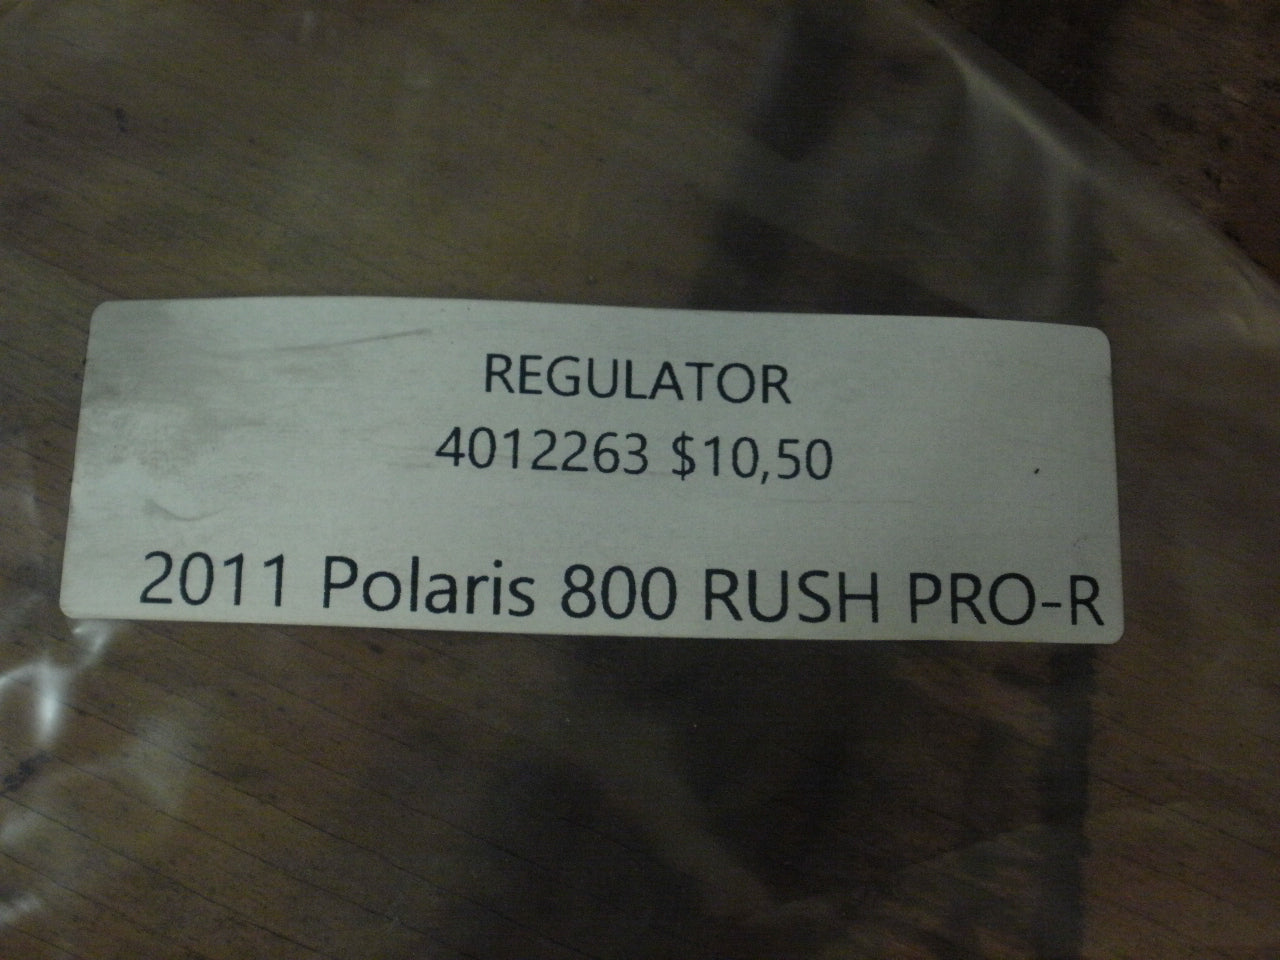 REGULATOR
4012263 $10,50
2011 Polaris 800 RUSH PRO-R